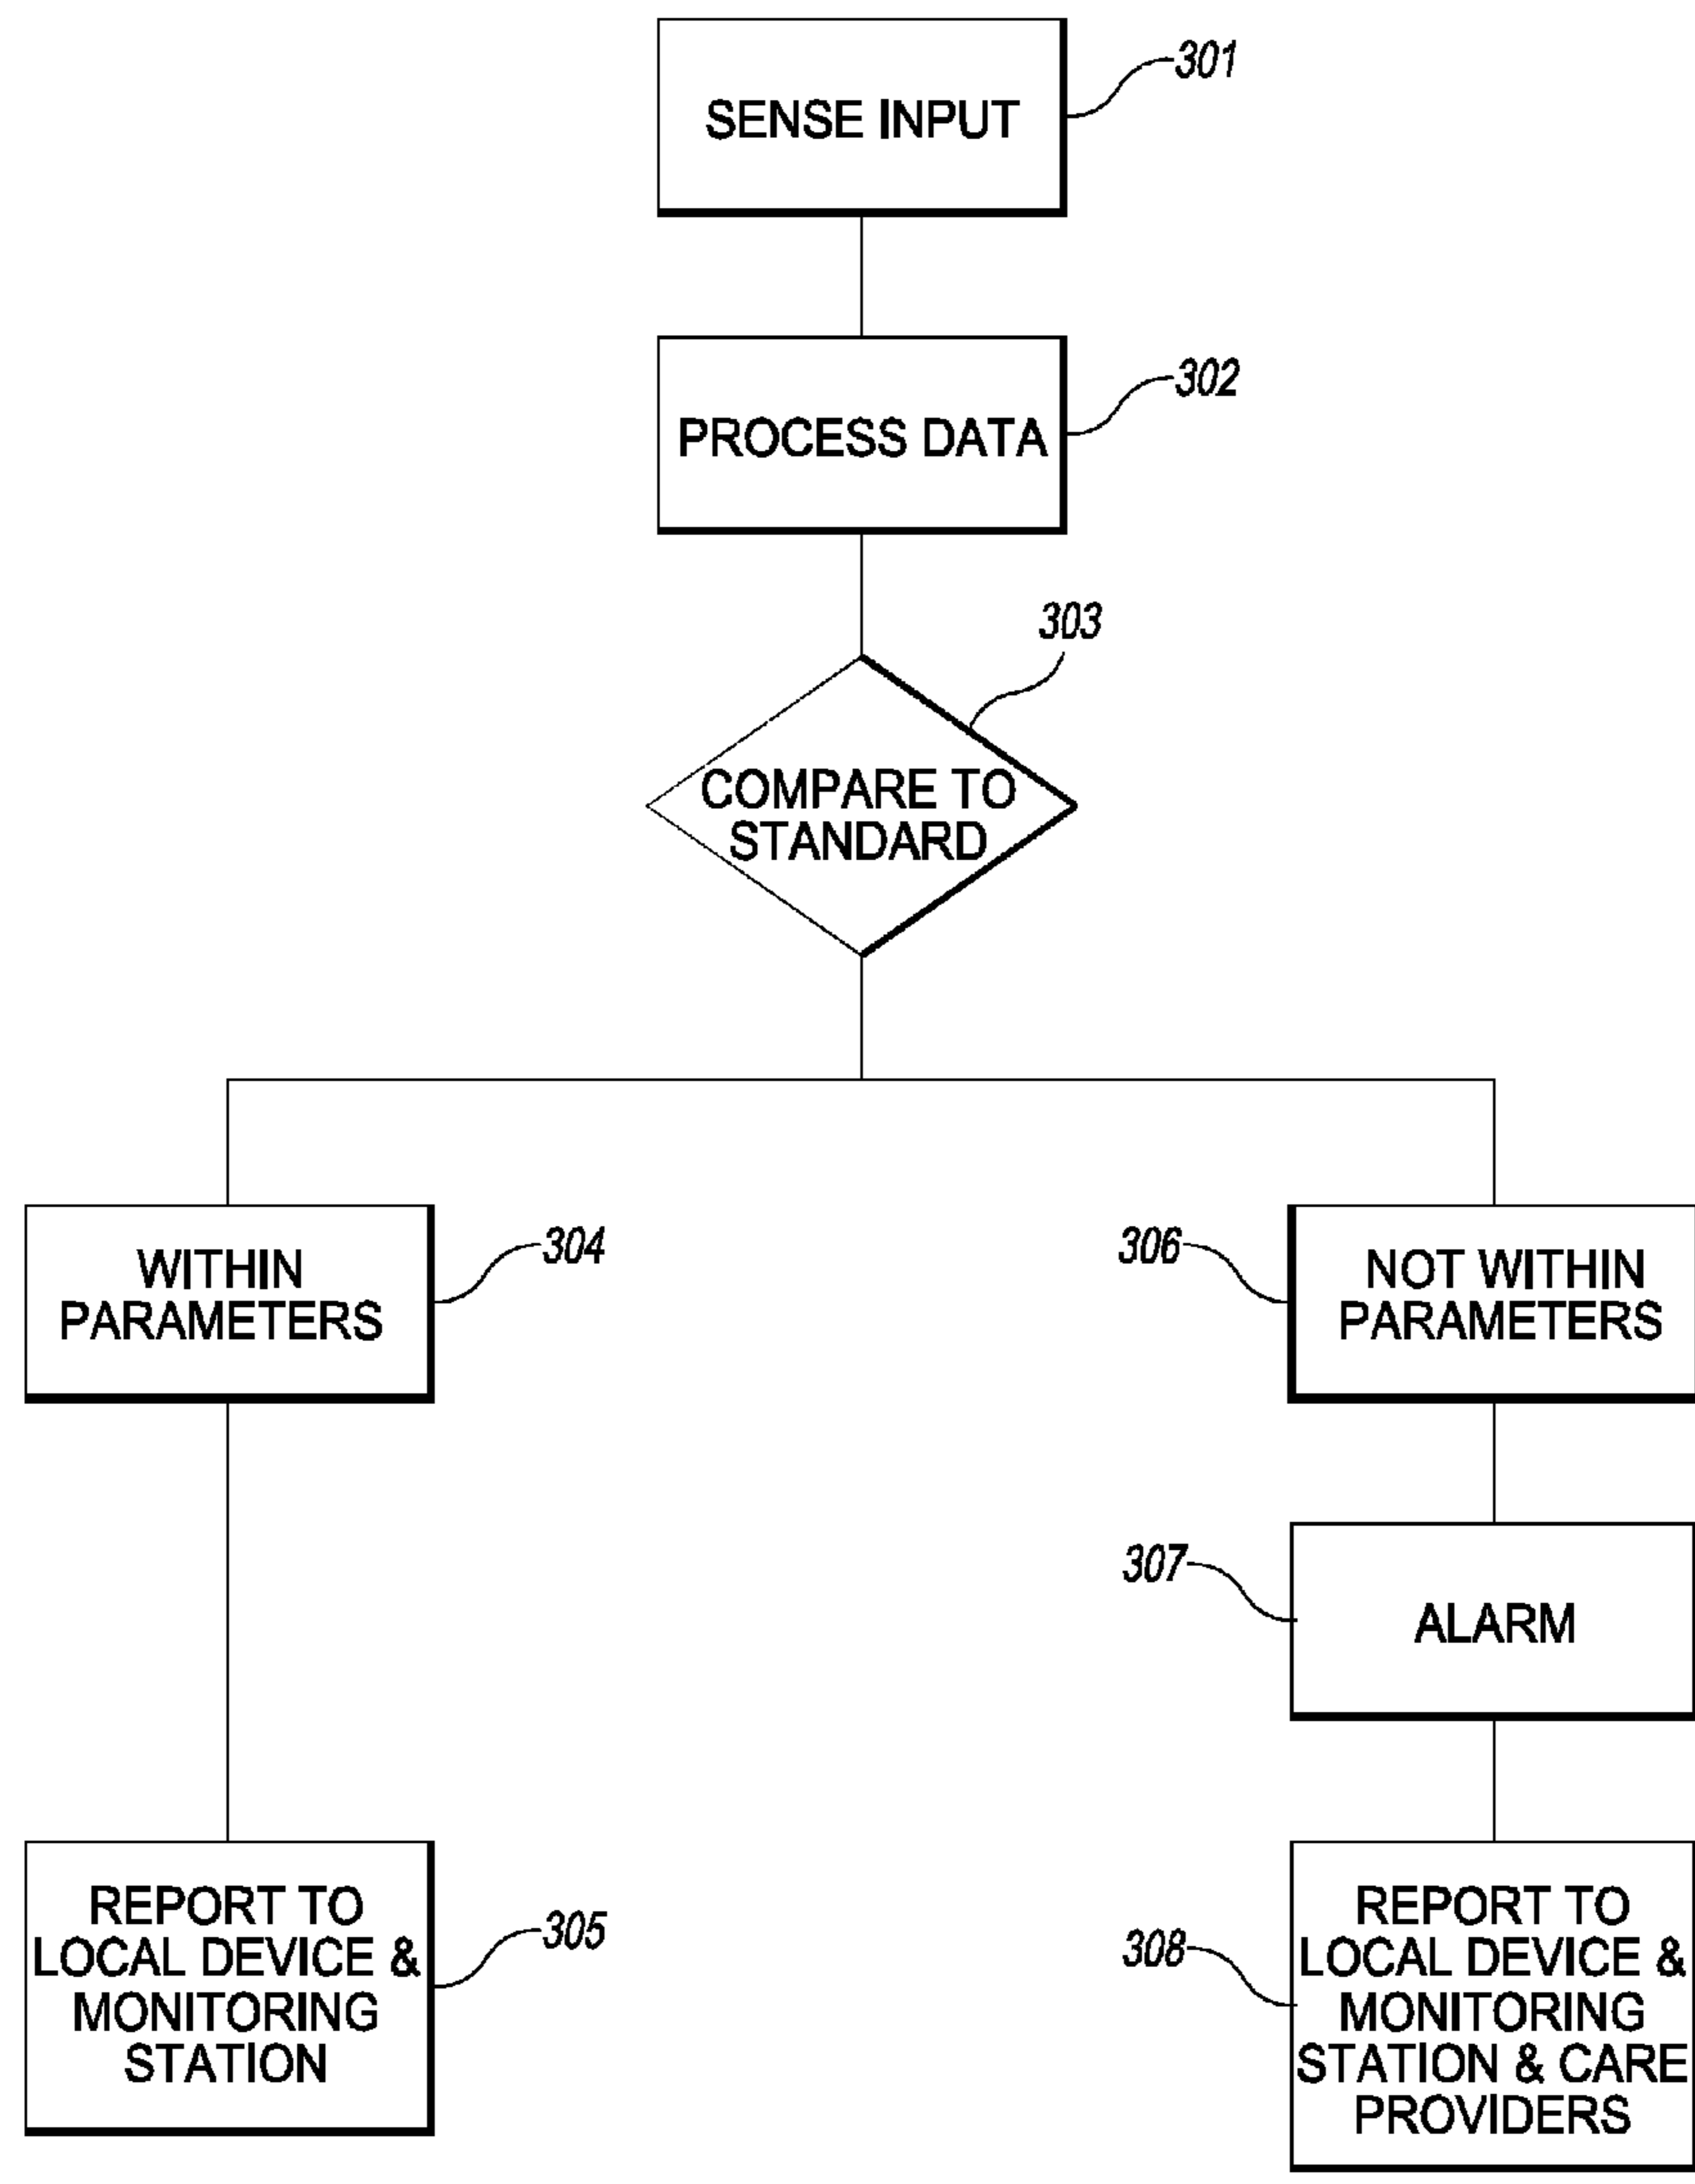 301
SENSE INPUT
302
PROCESS DATA
303
COMPARE TO
STANDARD
304
WITHIN
PARAMETERS
306
NOT WITHIN
PARAMETERS
307
ALARM
305
REPORT TO
LOCAL DEVICE &
MONITORING
STATION
308
REPORT TO
LOCAL DEVICE &
MONITORING
STATION & CARE
PROVIDERS